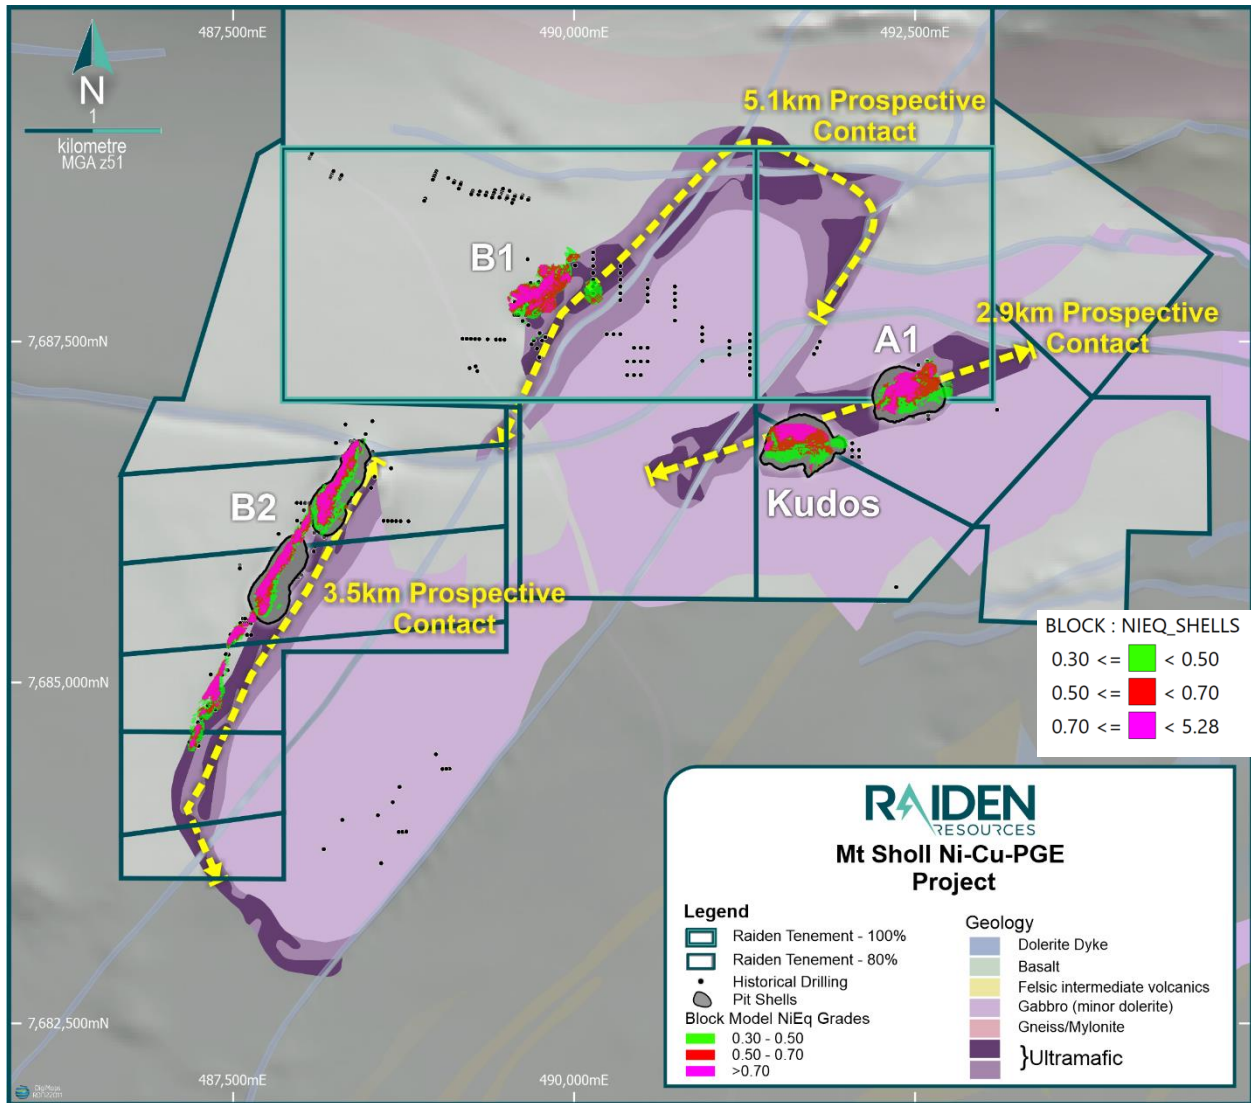 487,500mE
490,000mE
492,500mE
N
1
kilometre
MGA z51
5.1km Prospective
Contact
B1
7,687,500mN
2.9km Prospective
Contact
A1
B2
Kudos
3.5km Prospective
Contact
7,685,000mN
BLOCK : NIEQ_SHELLS
0.30 <= < 0.50
0.50 <= < 0.70
0.70 <= < 5.28
RAIDEN
RESOURCES
Mt Sholl Ni-Cu-PGE
Project
Legend
Raiden Tenement - 100%
Raiden Tenement - 80%
Historical Drilling
Pit Shells
Block Model NiEq Grades
0.30 - 0.50
0.50 - 0.70
>0.70
Geology
Dolerite Dyke
Basalt
Felsic intermediate volcanics
Gabbro (minor dolerite)
Gneiss/Mylonite
}Ultramafic
7,682,500mN
487,500mE
490,000mE